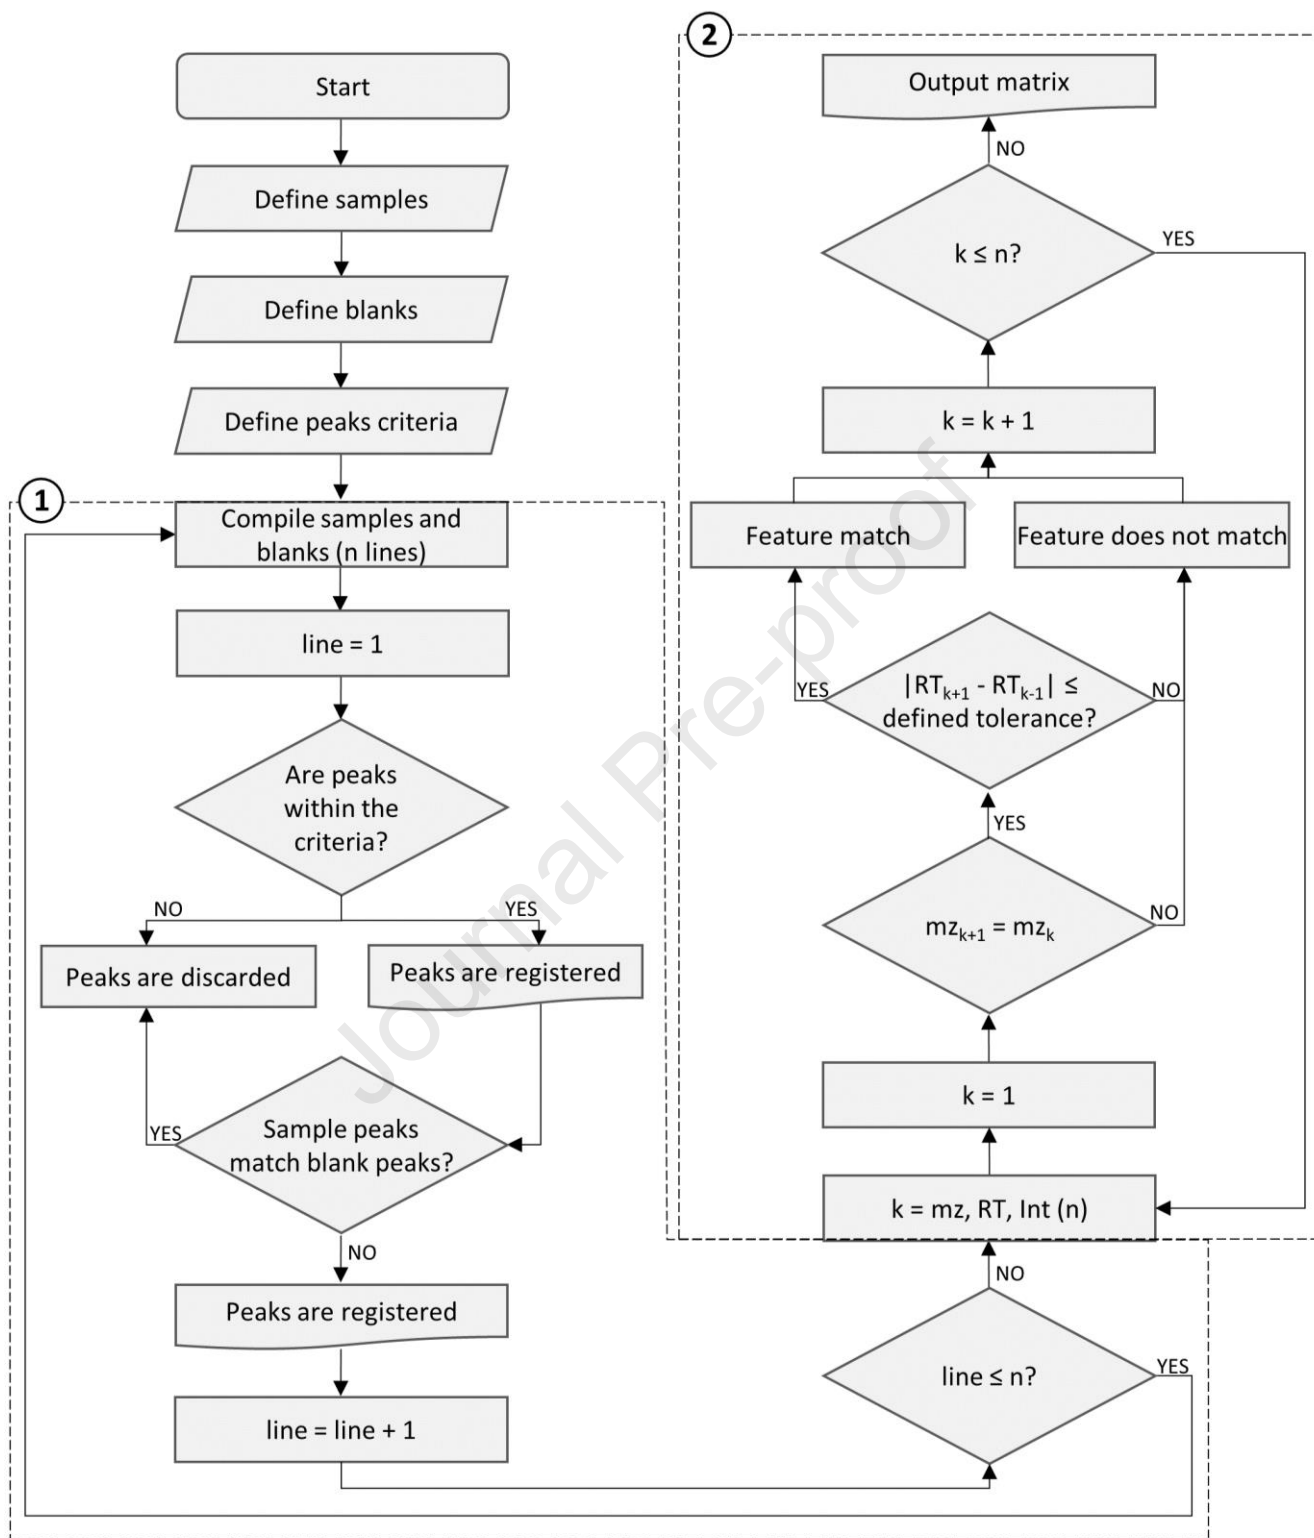 Start
Define samples
Define blanks
Define peaks criteria
1
Compile samples and
blanks (n lines)
line = 1
Are peaks
within the
criteria?
NO
YES
Peaks are discarded
Peaks are registered
YES
Sample peaks
match blank peaks?
NO
Peaks are registered
line = line + 1
2
Output matrix
NO
k ≤ n?
YES
k = k + 1
Feature match
Feature does not match
YES
|RTk+1 - RTk-1| ≤
defined tolerance?
NO
YES
mzk+1 = mzk
NO
k = 1
k = mz, RT, Int (n)
NO
line ≤ n?
YES
Journal Pre-proof